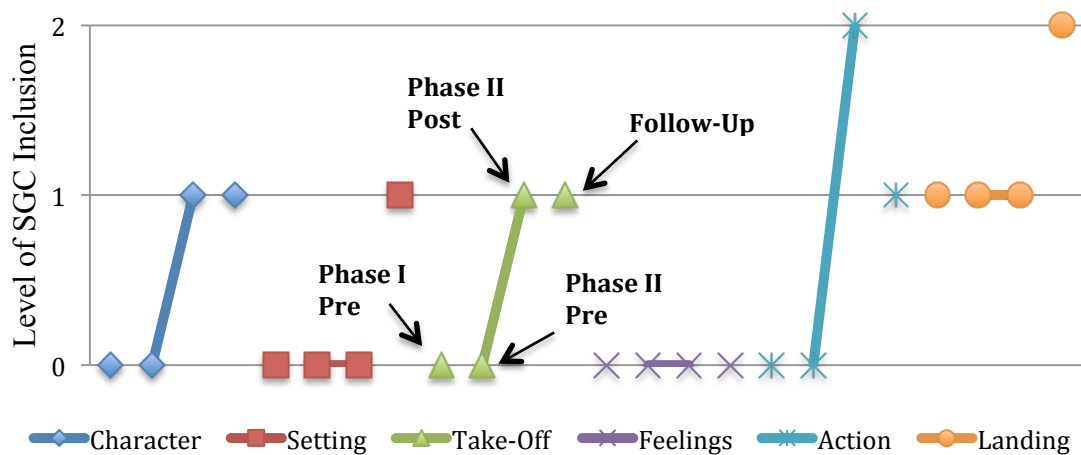 2
Phase II
Post
Follow-Up
Level of SGC Inclusion
1
Phase I
Pre
Phase II
Pre
0
Character Setting Take-Off Feelings Action Landing